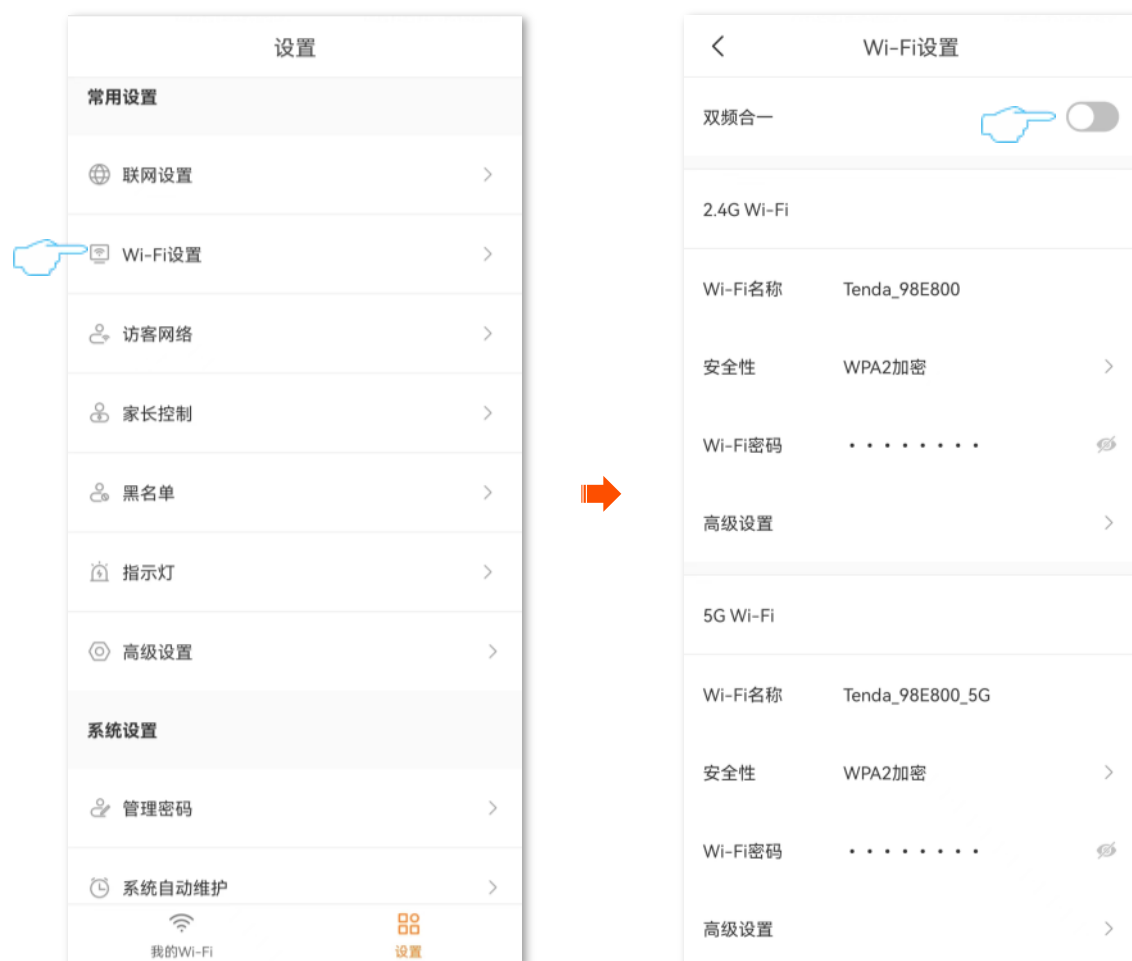 设置
常用设置
联网设置
Wi-Fi设置
访客网络
家长控制
黑名单
指示灯
高级设置
系统设置
管理密码
系统自动维护
我的Wi-Fi
设置
Wi-Fi设置
双频合一
2.4G Wi-Fi
Wi-Fi名称 Tenda_98E800
安全性 WPA2加密
Wi-Fi密码 ········
高级设置
5G Wi-Fi
Wi-Fi名称 Tenda_98E800_5G
安全性 WPA2加密
Wi-Fi密码 ········
高级设置